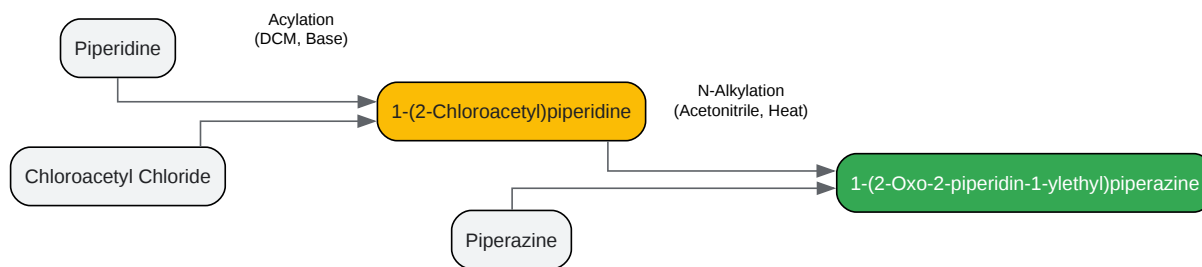 Acylation
(DCM, Base)
Piperidine
N-Alkylation
(Acetonitrile, Heat)
1-(2-Chloroacetyl)piperidine
Chloroacetyl Chloride
1-(2-Oxo-2-piperidin-1-ylethyl)piperazine
Piperazine